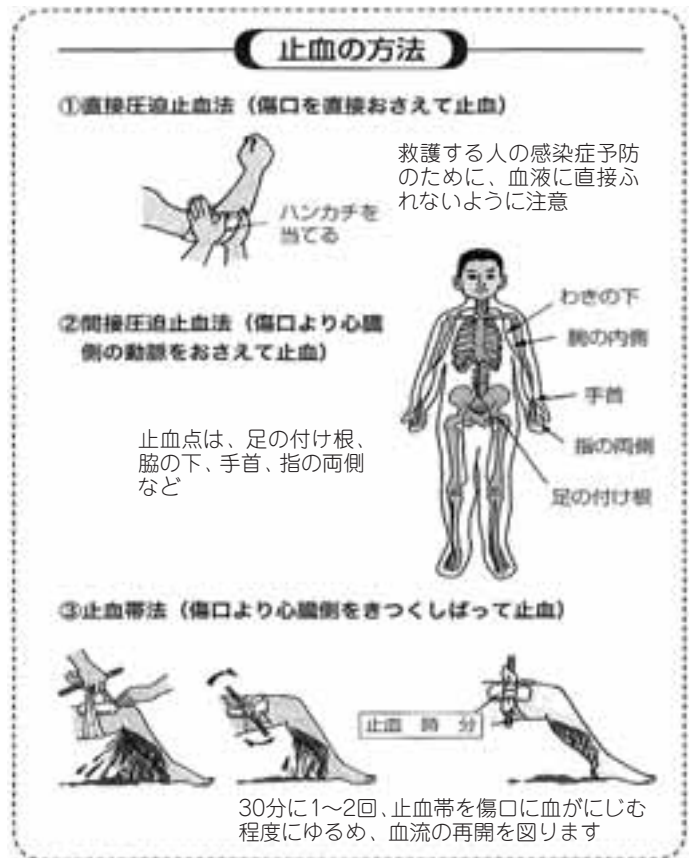 止血の方法
①直接圧迫止血法（傷口を直接おさえて止血）
救護する人の感染症予防
のために、血液に直接ふ
れないように注意
ハンカチを
当てる
②間接圧迫止血法（傷口より心臓
側の動脈をおさえて止血）
わきの下
腕の内側
手首
指の両側
足の付け根
止血点は、足の付け根、
脇の下、手首、指の両側
など
③止血帯法（傷口より心臓側をきつくしばって止血）
止血 時 分
30分に1～2回、止血帯を傷口に血がにじむ
程度にゆるめ、血流の再開を図ります